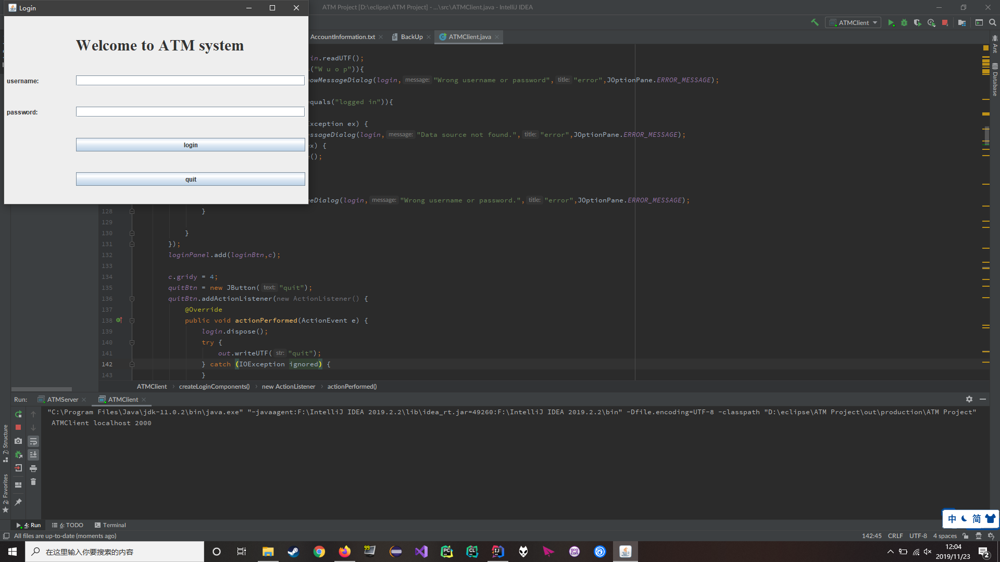 Login
ATM Project [D:\eclipse\ATM Project] - ...\src\ATMClient.java - IntelliJ IDEA
ATMClient
AccountInformation.txt
BackUp
ATMClient.java
Welcome to ATM system
username:
password:
login
quit
in.readUTF();
("W u o p")){
owMessageDialog(login, message: "Wrong username or password", title: "error",JOptionPane.ERROR_MESSAGE);
equals("logged in")){
xception ex) {
ssageDialog(login, message: "Data source not found.", title: "error",JOptionPane.ERROR_MESSAGE);
x) {
();
geDialog(login, message: "Wrong username or password.", title: "error",JOptionPane.ERROR_MESSAGE);
128 }
129
130 }
131 });
132 loginPanel.add(loginBtn,c);
133
134 c.gridy = 4;
135 quitBtn = new JButton( text: "quit");
136 quitBtn.addActionListener(new ActionListener() {
137 @Override
138 public void actionPerformed(ActionEvent e) {
139 login.dispose();
140 try {
141 out.writeUTF( str: "quit");
142 } catch (IOException ignored) {
143 }
ATMClient › createLoginComponents() › new ActionListener › actionPerformed()
Ant
Database
Run: ATMServer ATMClient
"C:\Program Files\Java\jdk-11.0.2\bin\java.exe" "-javaagent:F:\IntelliJ IDEA 2019.2.2\lib\idea_rt.jar=49260:F:\IntelliJ IDEA 2019.2.2\bin" -Dfile.encoding=UTF-8 -classpath "D:\eclipse\ATM Project\out\production\ATM Project"
ATMClient localhost 2000
7: Structure
2: Favorites
4: Run 6: TODO Terminal
中 简
All files are up-to-date (moments ago)
142:45 CRLF UTF-8 4 spaces
在这里输入你要搜索的内容
99
PC
CL
IJ
GOG COM
12:04
2019/11/23
2